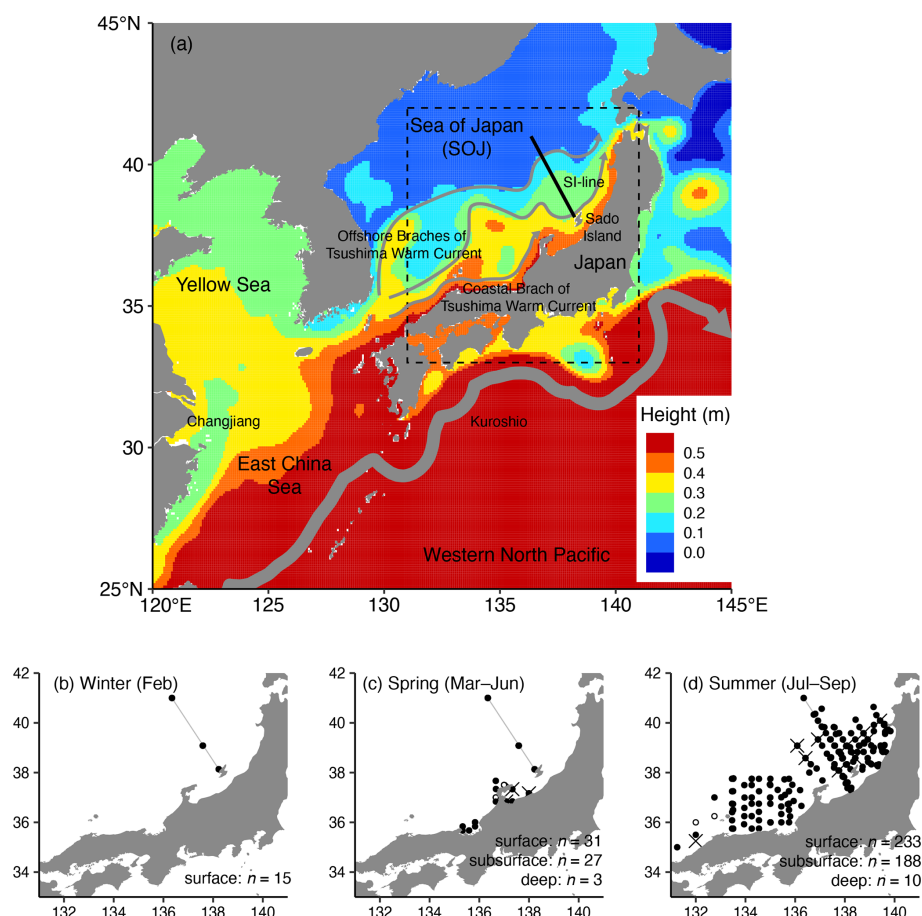 45°N
(a)
Sea of Japan
(SOJ)
40
SI-line
Sado
Island
Offshore Braches of
Tsushima Warm Current
Japan
Yellow Sea
Coastal Brach of
Tsushima Warm Current
35
Height (m)
Changjiang
Kuroshio
0.5
0.4
0.3
0.2
0.1
0.0
30
East China
Sea
Western North Pacific
25°N
120°E 125 130 135 140 145°E
(b) Winter (Feb)
42
40
38
36
34
surface: n = 15
132 134 136 138 140
(c) Spring (Mar–Jun)
42
40
38
36
34
surface: n = 31
subsurface: n = 27
deep: n = 3
132 134 136 138 140
(d) Summer (Jul–Sep)
42
40
38
36
34
surface: n = 233
subsurface: n = 188
deep: n = 10
132 134 136 138 140